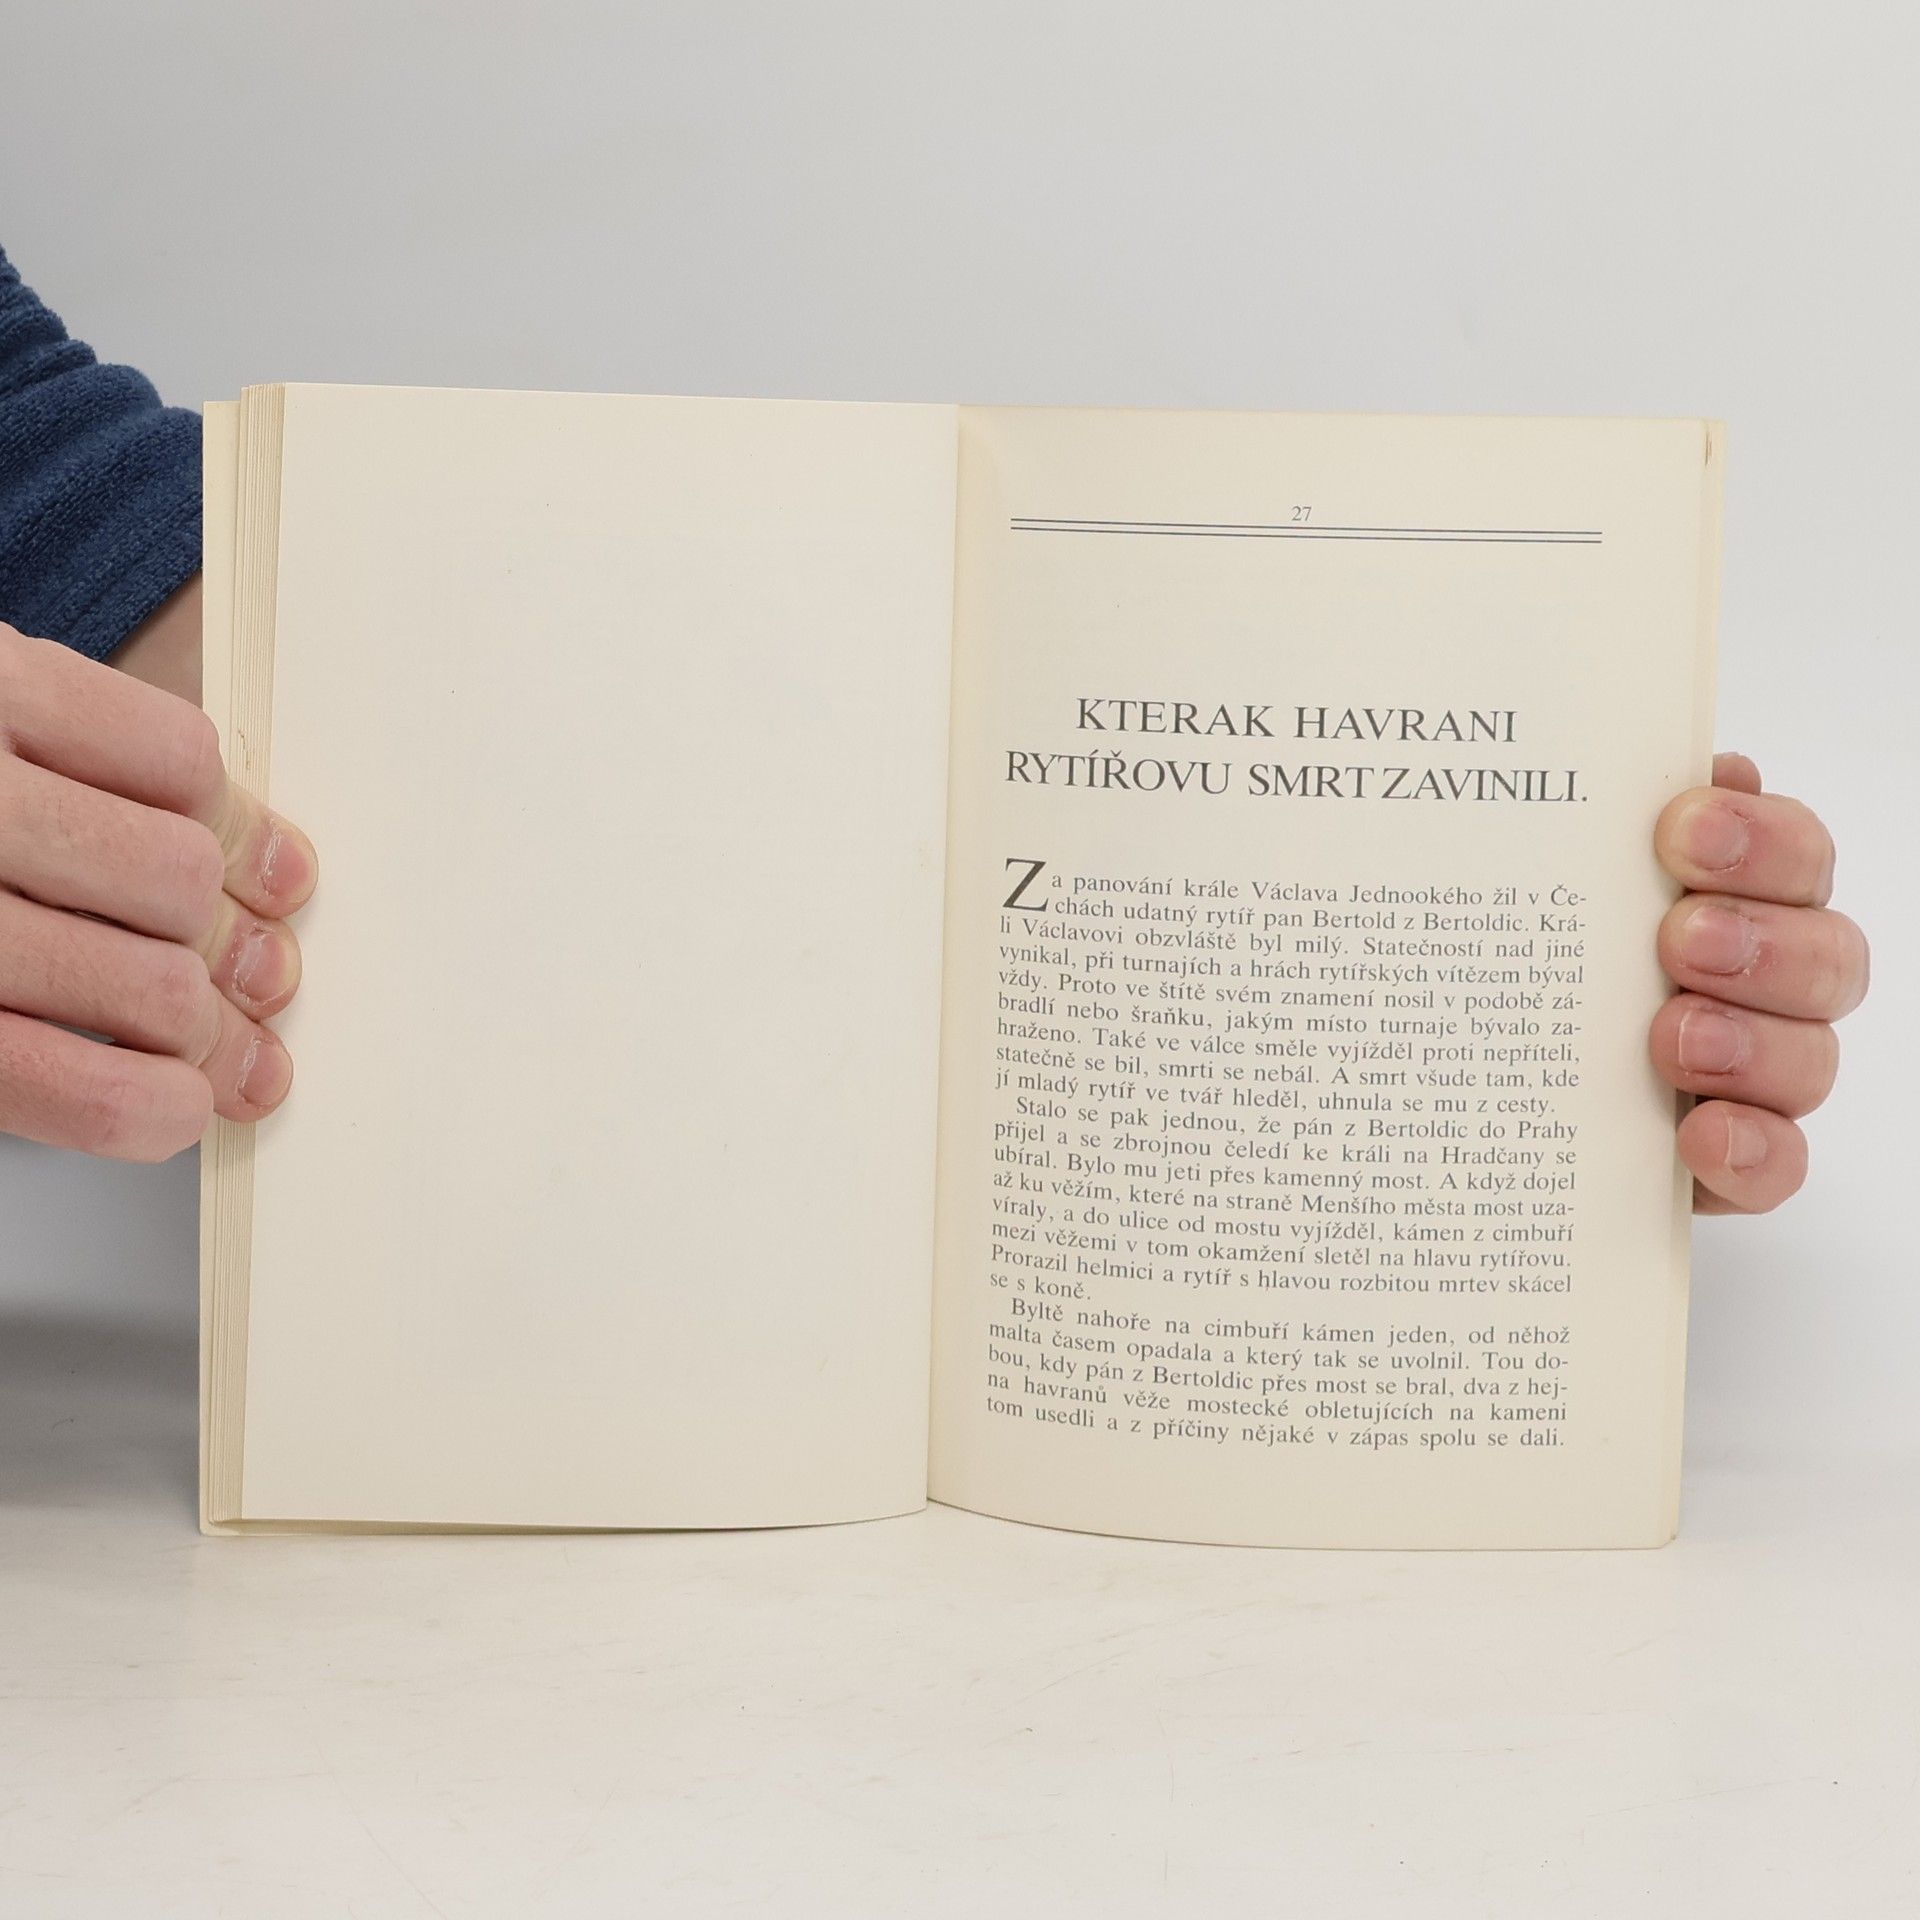 27
KTERAK HAVRANI
RYTÍŘOVU SMRT ZAVINILI.
Za panování krále Václava Jednookého žil v Če-
chách udatný rytíř pan Bertold z Bertoldic. Krá-
li Václavovi obzvláště byl milý. Statečností nad jiné
vynikal, při turnajích a hrách rytířských vítězem býval
vždy. Proto ve štítě svém znamení nosil v podobě zá-
bradlí nebo šraňku, jakým místo turnaje bývalo za-
hraženo. Také ve válce směle vyjížděl proti nepříteli,
statečně se bil, smrti se nebál. A smrt všude tam, kde
jí mladý rytíř ve tvář hleděl, uhnula se mu z cesty.
Stalo se pak jednou, že pán z Bertoldic do Prahy
přijel a se zbrojnou čeledí ke králi na Hradčany se
ubíral. Bylo mu jeti přes kamenný most. A když dojel
až ku věžím, které na straně Menšího města most uza-
víraly, a do ulice od mostu vyjížděl, kámen z cimbuří
mezi věžemi v tom okamžení sletěl na hlavu rytířovu.
Prorazil helmici a rytíř s hlavou rozbitou mrtev skácel
se s koně.
Byltě nahoře na cimbuří kámen jeden, od něhož
malta časem opadala a který tak se uvolnil. Tou do-
bou, kdy pán z Bertoldic přes most se bral, dva z hej-
na havranů věže mostecké obletujících na kameni
tom usedli a z příčiny nějaké v zápas spolu se dali.